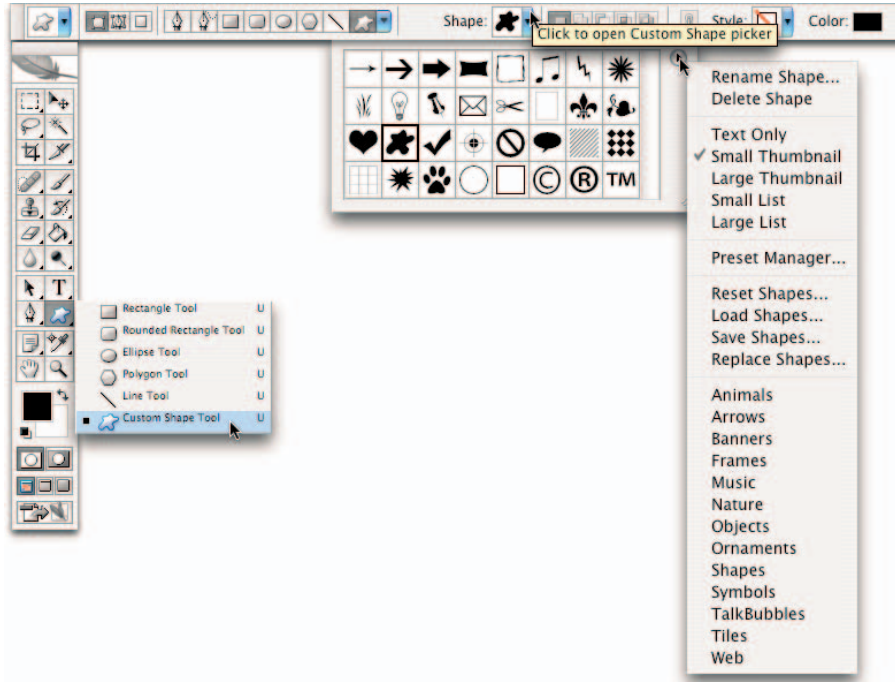 Shape:
Style:
Color:
Click to open Custom Shape picker
©
®
TM
Rename Shape...
Delete Shape
Text Only
✓ Small Thumbnail
Large Thumbnail
Small List
Large List
Preset Manager...
Reset Shapes...
Load Shapes...
Save Shapes...
Replace Shapes...
Animals
Arrows
Banners
Frames
Music
Nature
Objects
Ornaments
Shapes
Symbols
TalkBubbles
Tiles
Web
T
Rectangle Tool U
Rounded Rectangle Tool U
Ellipse Tool U
Polygon Tool U
Line Tool U
Custom Shape Tool U